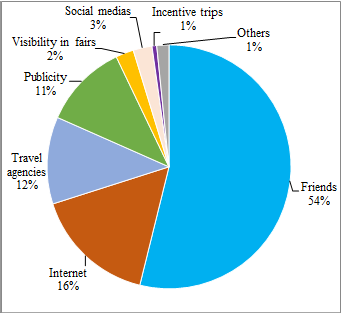 Social medias
3%
Incentive trips
1%
Others
1%
Visibility in fairs
2%
Publicity
11%
Travel
agencies
12%
Internet
16%
Friends
54%